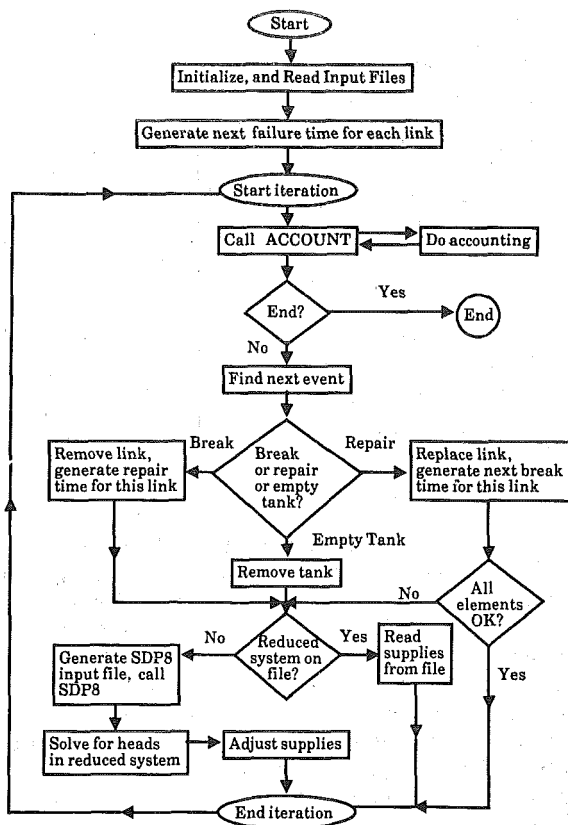 Start
Initialize, and Read Input Files
Generate next failure time for each link
Start iteration
Call ACCOUNT
Do accounting
End?
Yes
End
No
Find next event
Break
Break
or repair
or empty
tank?
Repair
Remove link,
generate repair
time for this link
Replace link,
generate next break
time for this link
Empty Tank
Remove tank
No
All
elements
OK?
No
Reduced
system on
file?
Yes
Read
supplies
from file
Yes
Generate SDP8
input file, call
SDP8
Solve for heads
in reduced system
Adjust supplies
End iteration